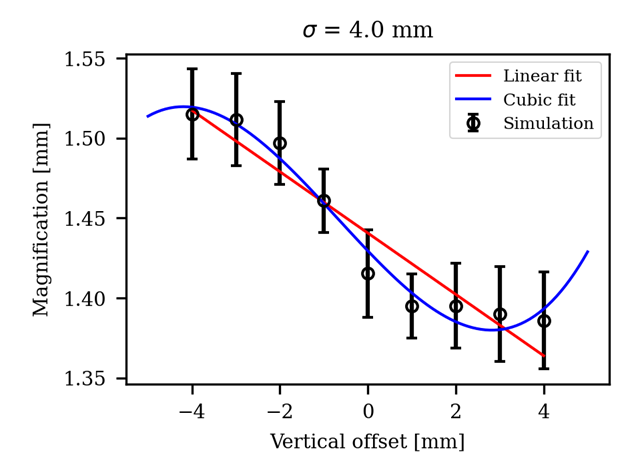 σ = 4.0 mm
Magnification [mm]
1.55
1.50
1.45
1.40
1.35
Linear fit
Cubic fit
Simulation
−4
−2
0
2
4
Vertical offset [mm]